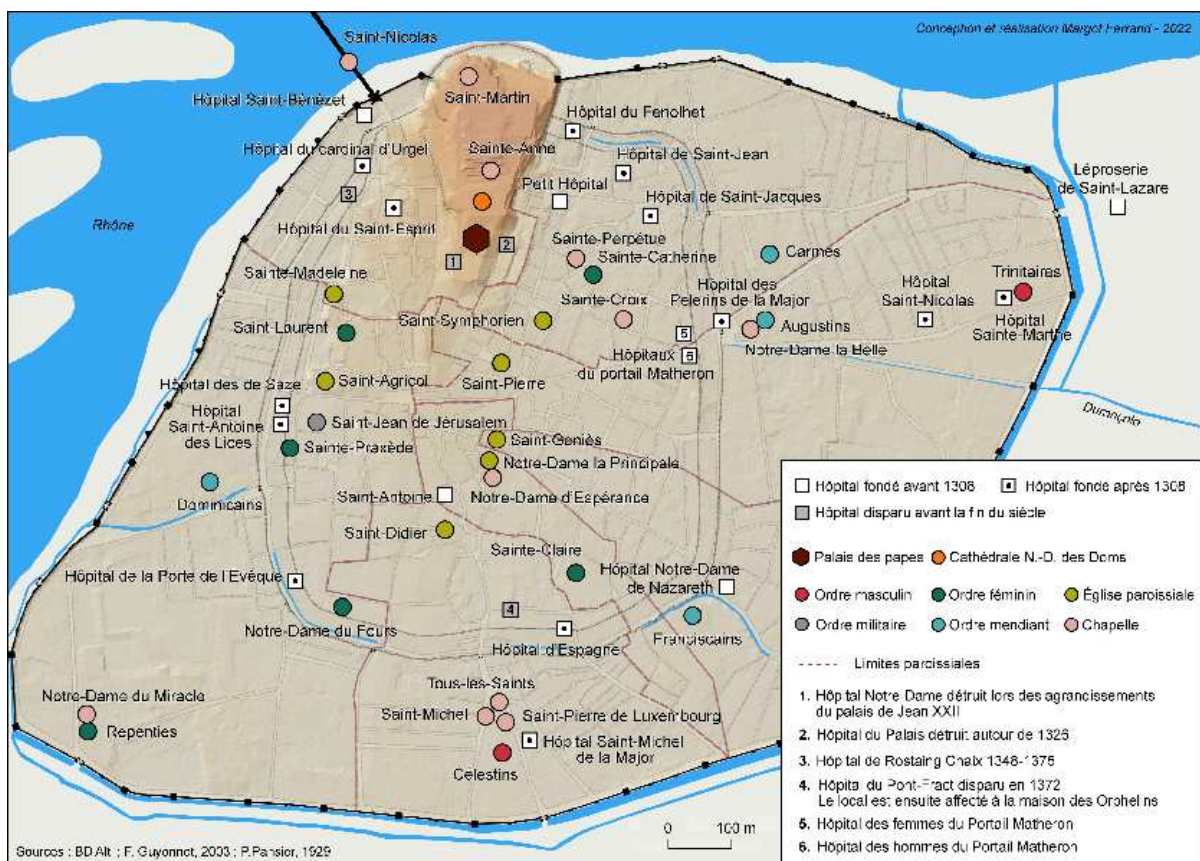 Conception et réalisation Margot Ferrand - 2022
Saint-Nicolas
Hôpital Saint-Bénézet
Saint-Martin
Hôpital du Fenolhet
Hôpital du cardinal d'Urgel
Sainte-Anne
Hôpital de Saint-Jean
Léproserie
de Saint-Lazare
3
Petit Hôpital
Hôpital de Saint-Jacques
Rhône
Hôpital du Saint-Esprit
2
1
Sainte-Perpétue
Sainte-Catherine
Carmes
Sainte-Madeleine
Hôpital des
Pelerins de la Major
Hôpital
Saint-Nicolas
Trinitaires
Sainte-Croix
Saint-Laurent
Saint-Symphorien
5
Augustins
Hôpital
Sainte-Marthe
Notre-Dame la Belle
Hôpitaux
du portail Matheron
6
Saint-Pierre
Saint-Agricol
Hôpital des de Saze
Hôpital
Saint-Antoine
des Lices
Saint-Jean de Jérusalem
Sainte-Praxède
Saint-Geniès
Notre-Dame la Principale
Notre-Dame d'Espérance
Dominicains
Saint-Antoine
Saint-Didier
Sainte-Claire
Hôpital de la Porte de l'Evêque
Hôpital Notre-Dame
de Nazareth
4
Notre-Dame du Fours
Franciscains
Hôpital d'Espagne
Tous-les-Saints
Notre-Dame du Miracle
Saint-Michel
Saint-Pierre de Luxembourg
Repenties
Hôpital Saint-Michel
de la Major
Celestins
0 100 m
Sources : BD Alt ; F. Guyonnet, 2003 ; P.Pansier, 1929
Hôpital fondé avant 1308
Hôpital fondé après 1308
Hôpital disparu avant la fin du siècle
Palais des papes
Cathédrale N.-D. des Doms
Ordre masculin
Ordre féminin
Église paroissiale
Ordre militaire
Ordre mendiant
Chapelle
Limites paroissiales
1. Hôpital Notre Dame détruit lors des agrandissements
du palais de Jean XXII
2. Hôpital du Palais détruit autour de 1326
3. Hôpital de Rostaing Chaix 1348-1375
4. Hôpital du Pont-Fract disparu en 1372
Le local est ensuite affecté à la maison des Orphelins
5. Hôpital des femmes du Portail Matheron
6. Hôpital des hommes du Portail Matheron